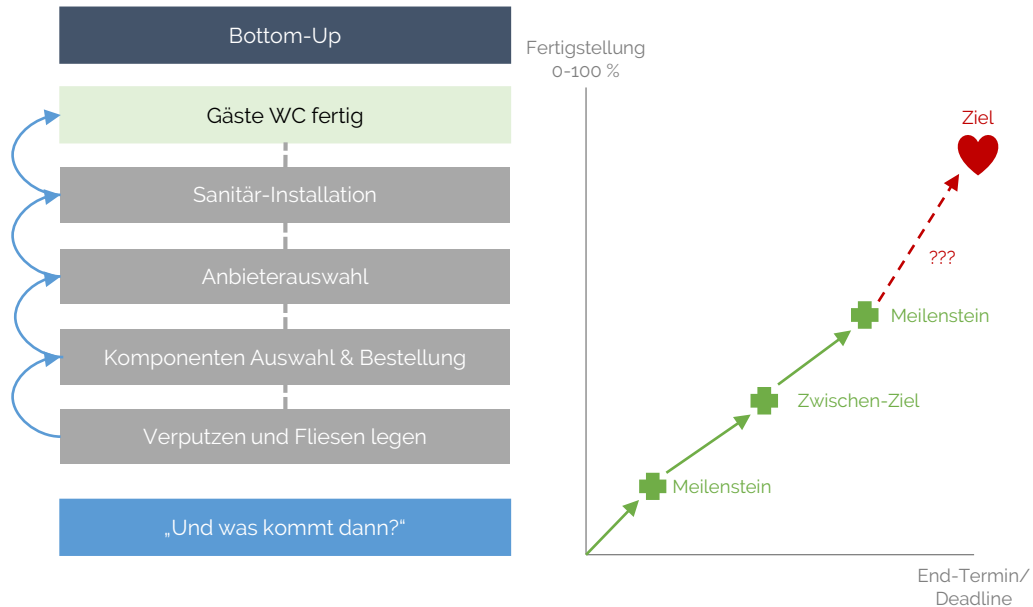 Bottom-Up
Gäste WC fertig
Sanitär-Installation
Anbieterauswahl
Komponenten Auswahl & Bestellung
Verputzen und Fliesen legen
„Und was kommt dann?“
Fertigstellung
0-100 %
Ziel
???
Meilenstein
Zwischen-Ziel
Meilenstein
End-Termin/
Deadline